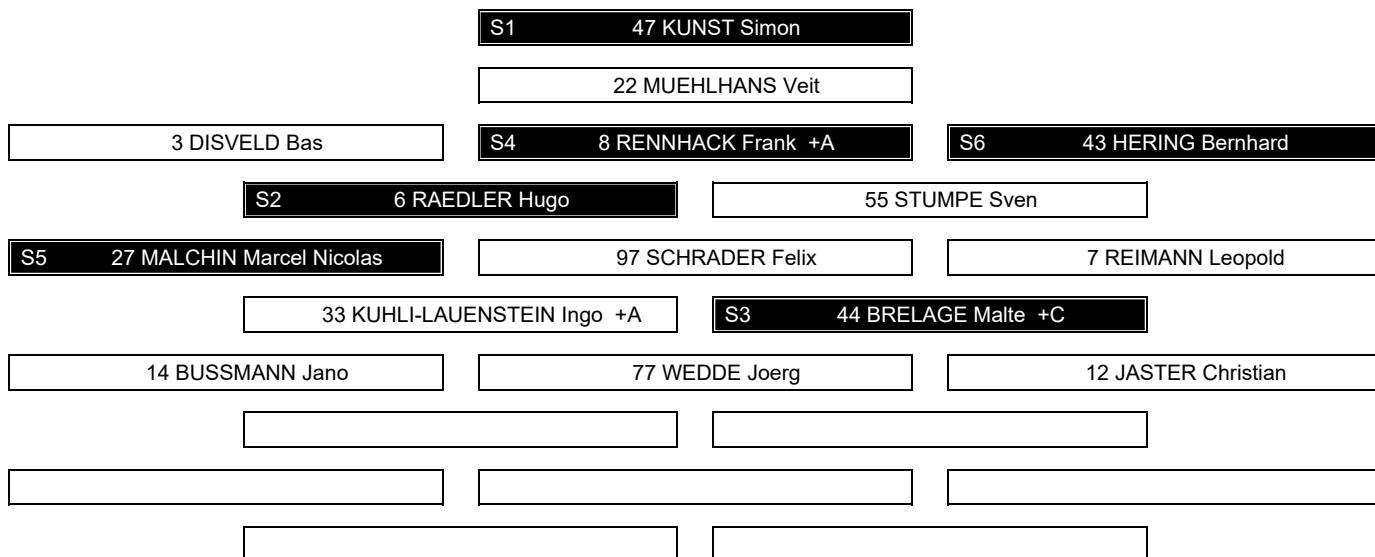 S1 47 KUNST Simon
22 MUEHLHANS Veit
3 DISVELD Bas
S4 8 RENNHACK Frank +A
S6 43 HERING Bernhard
S2 6 RAEDLER Hugo
55 STUMPE Sven
S5 27 MALCHIN Marcel Nicolas
97 SCHRADER Felix
7 REIMANN Leopold
33 KUHLI-LAUENSTEIN Ingo +A
S3 44 BRELAGE Malte +C
14 BUSSMANN Jano
77 WEDDE Joerg
12 JASTER Christian